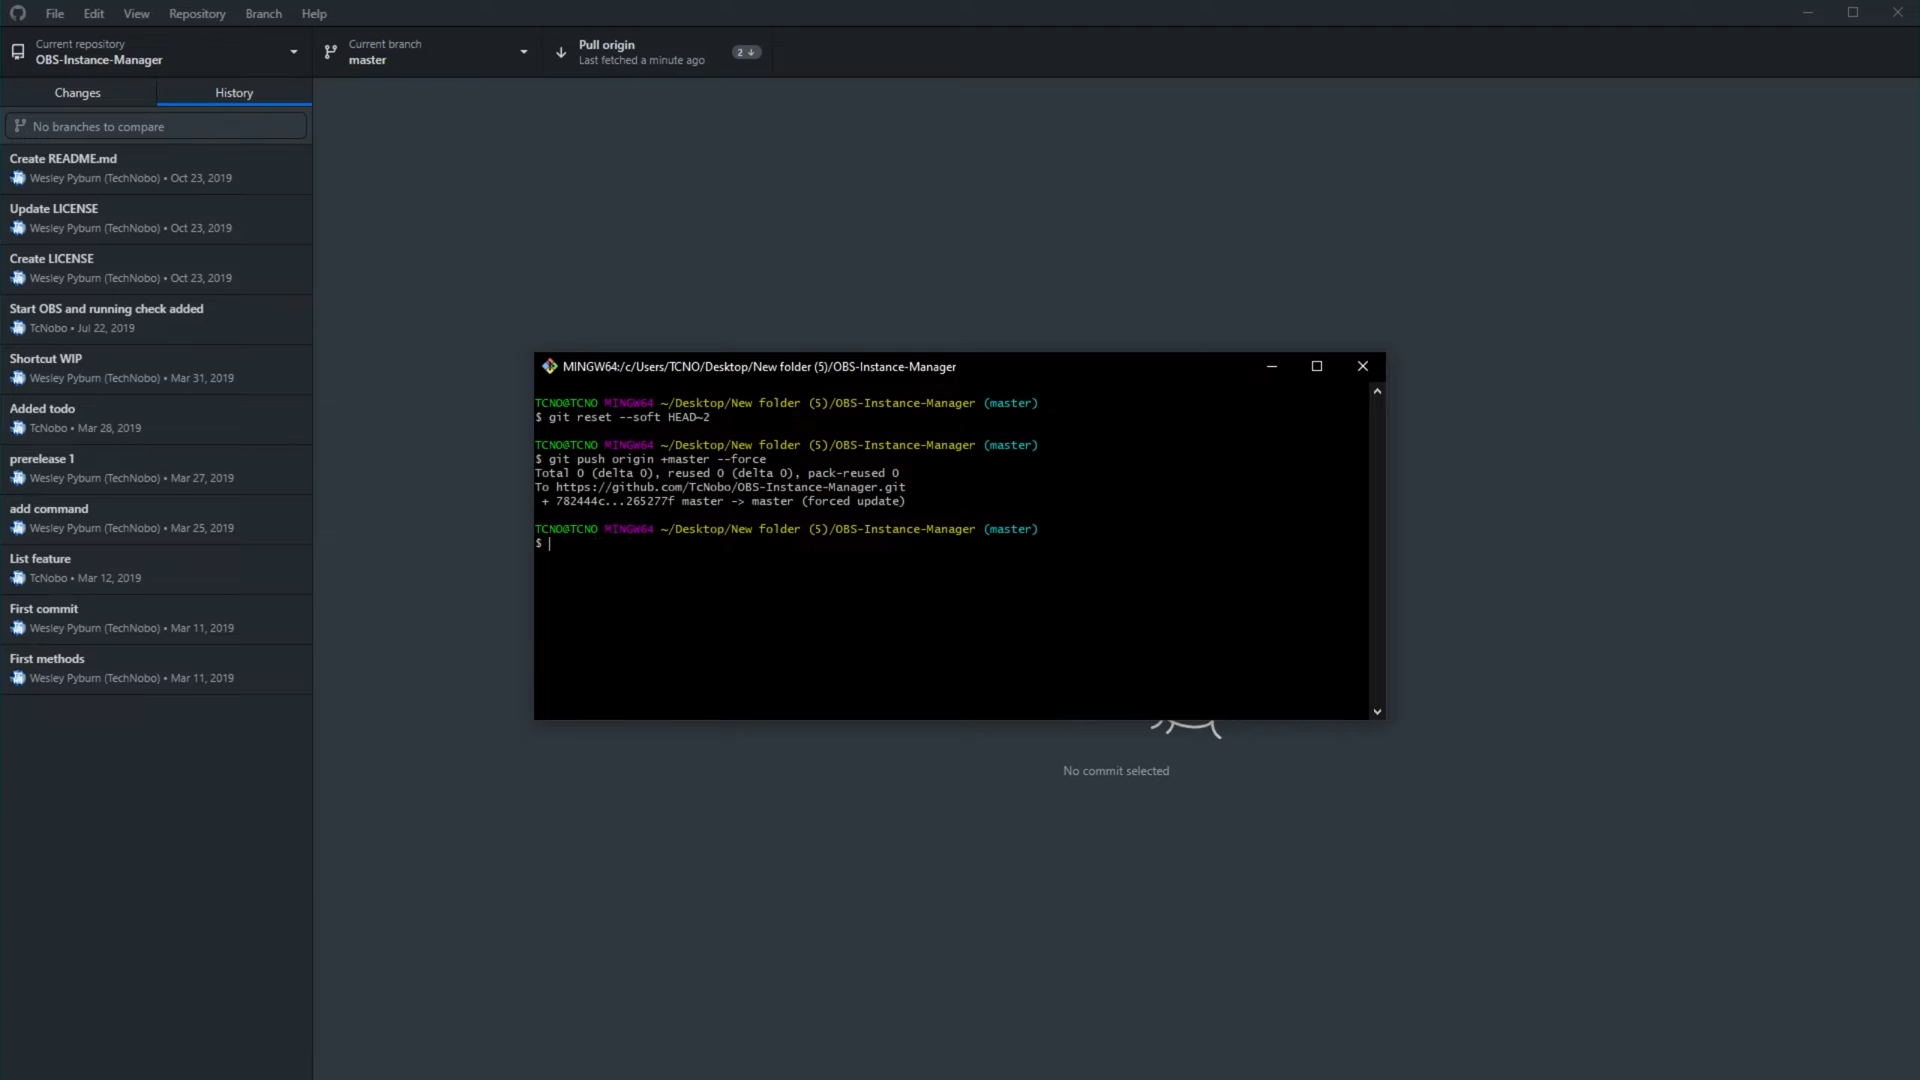 File Edit View Repository Branch Help
Current repository
OBS-Instance-Manager
Current branch
master
Pull origin
Last fetched a minute ago
2
Changes
History
No branches to compare
Create README.md
Wesley Pyburn (TechNobo) • Oct 23, 2019
Update LICENSE
Wesley Pyburn (TechNobo) • Oct 23, 2019
Create LICENSE
Wesley Pyburn (TechNobo) • Oct 23, 2019
Start OBS and running check added
TcNobo • Jul 22, 2019
Shortcut WIP
Wesley Pyburn (TechNobo) • Mar 31, 2019
Added todo
TcNobo • Mar 28, 2019
prerelease 1
Wesley Pyburn (TechNobo) • Mar 27, 2019
add command
Wesley Pyburn (TechNobo) • Mar 25, 2019
List feature
TcNobo • Mar 12, 2019
First commit
Wesley Pyburn (TechNobo) • Mar 11, 2019
First methods
Wesley Pyburn (TechNobo) • Mar 11, 2019
MINGW64:/c/Users/TCNO/Desktop/New folder (5)/OBS-Instance-Manager
TCNO@TCNO MINGW64 ~/Desktop/New folder (5)/OBS-Instance-Manager (master)
$ git reset --soft HEAD~2
TCNO@TCNO MINGW64 ~/Desktop/New folder (5)/OBS-Instance-Manager (master)
$ git push origin +master --force
Total 0 (delta 0), reused 0 (delta 0), pack-reused 0
To https://github.com/TcNobo/OBS-Instance-Manager.git
+ 782444c...265277f master -> master (forced update)
TCNO@TCNO MINGW64 ~/Desktop/New folder (5)/OBS-Instance-Manager (master)
$
No commit selected